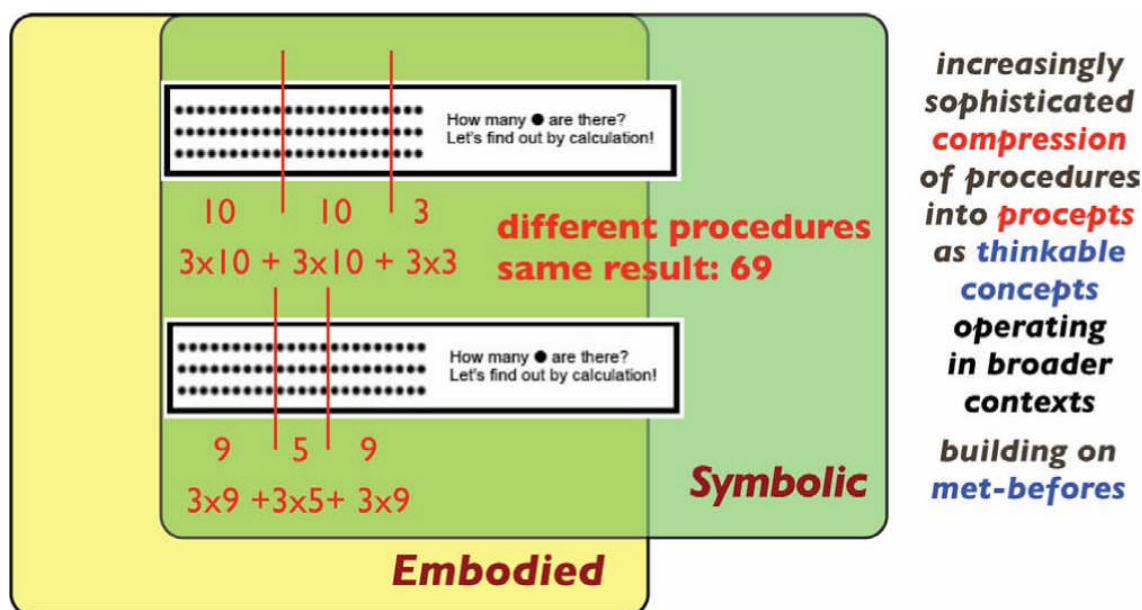 How many ● are there?
Let's find out by calculation!
10 10 3
3x10 + 3x10 + 3x3
different procedures
same result: 69
How many ● are there?
Let's find out by calculation!
9 5 9
3x9 +3x5+ 3x9
Symbolic
Embodied
increasingly
sophisticated
compression
of procedures
into procepts
as thinkable
concepts
operating
in broader
contexts
building on
met-befores